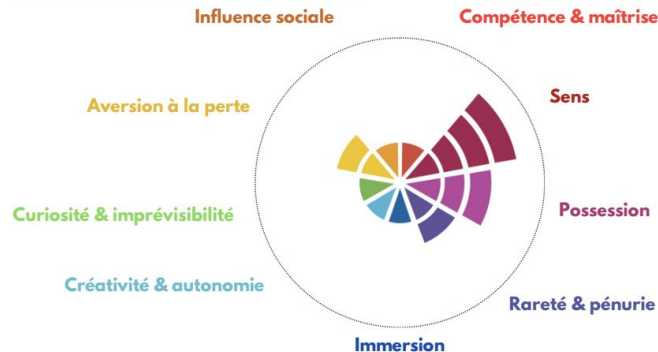 Influence sociale
Compétence & maîtrise
Sens
Aversion à la perte
Possession
Curiosité & imprévisibilité
Créativité & autonomie
Rareté & pénurie
Immersion